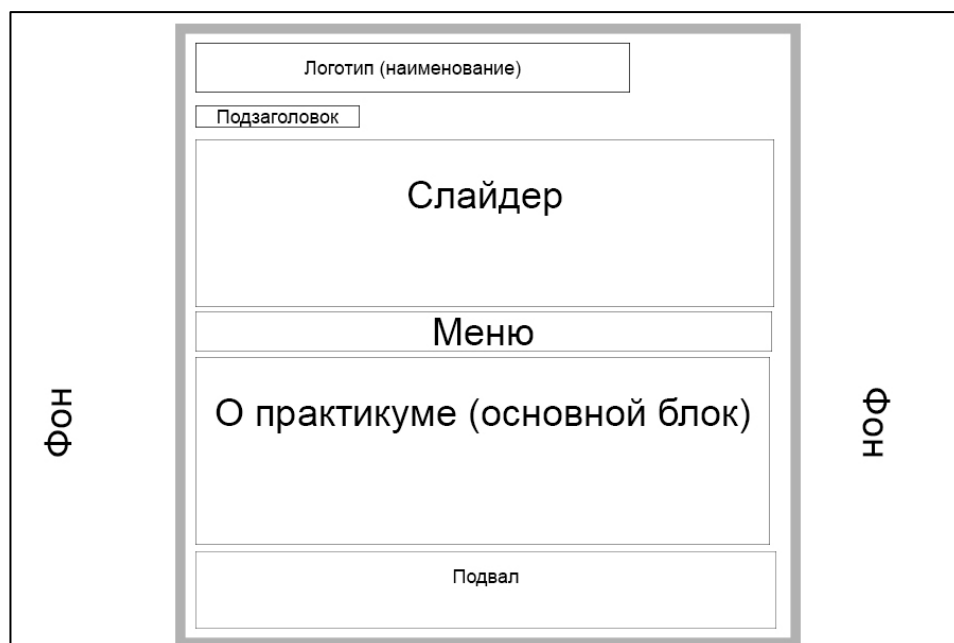 Логотип (наименование)
Подзаголовок
Слайдер
Меню
Фон
О практикуме (основной блок)
Фон
Подвал